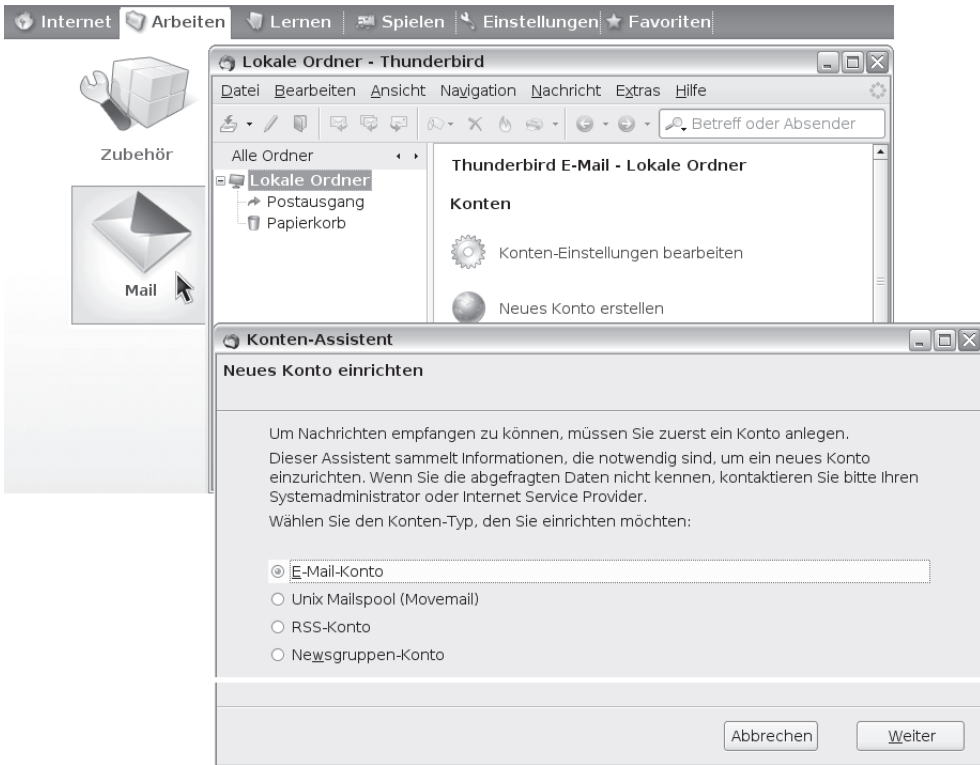 Internet Arbeiten Lernen Spielen Einstellungen Favoriten
Zubehör
Mail
Lokale Ordner - Thunderbird
Datei Bearbeiten Ansicht Navigation Nachricht Extras Hilfe
Betreff oder Absender
Alle Ordner
Lokale Ordner
Postausgang
Papierkorb
Thunderbird E-Mail - Lokale Ordner
Konten
Konten-Einstellungen bearbeiten
Neues Konto erstellen
Konten-Assistent
Neues Konto einrichten
Um Nachrichten empfangen zu können, müssen Sie zuerst ein Konto anlegen.
Dieser Assistent sammelt Informationen, die notwendig sind, um ein neues Konto
einzurichten. Wenn Sie die abgefragten Daten nicht kennen, kontaktieren Sie bitte Ihren
Systemadministrator oder Internet Service Provider.
Wählen Sie den Konten-Typ, den Sie einrichten möchten:
E-Mail-Konto
Unix Mailspool (Movemail)
RSS-Konto
Newsgruppen-Konto
Abbrechen Weiter